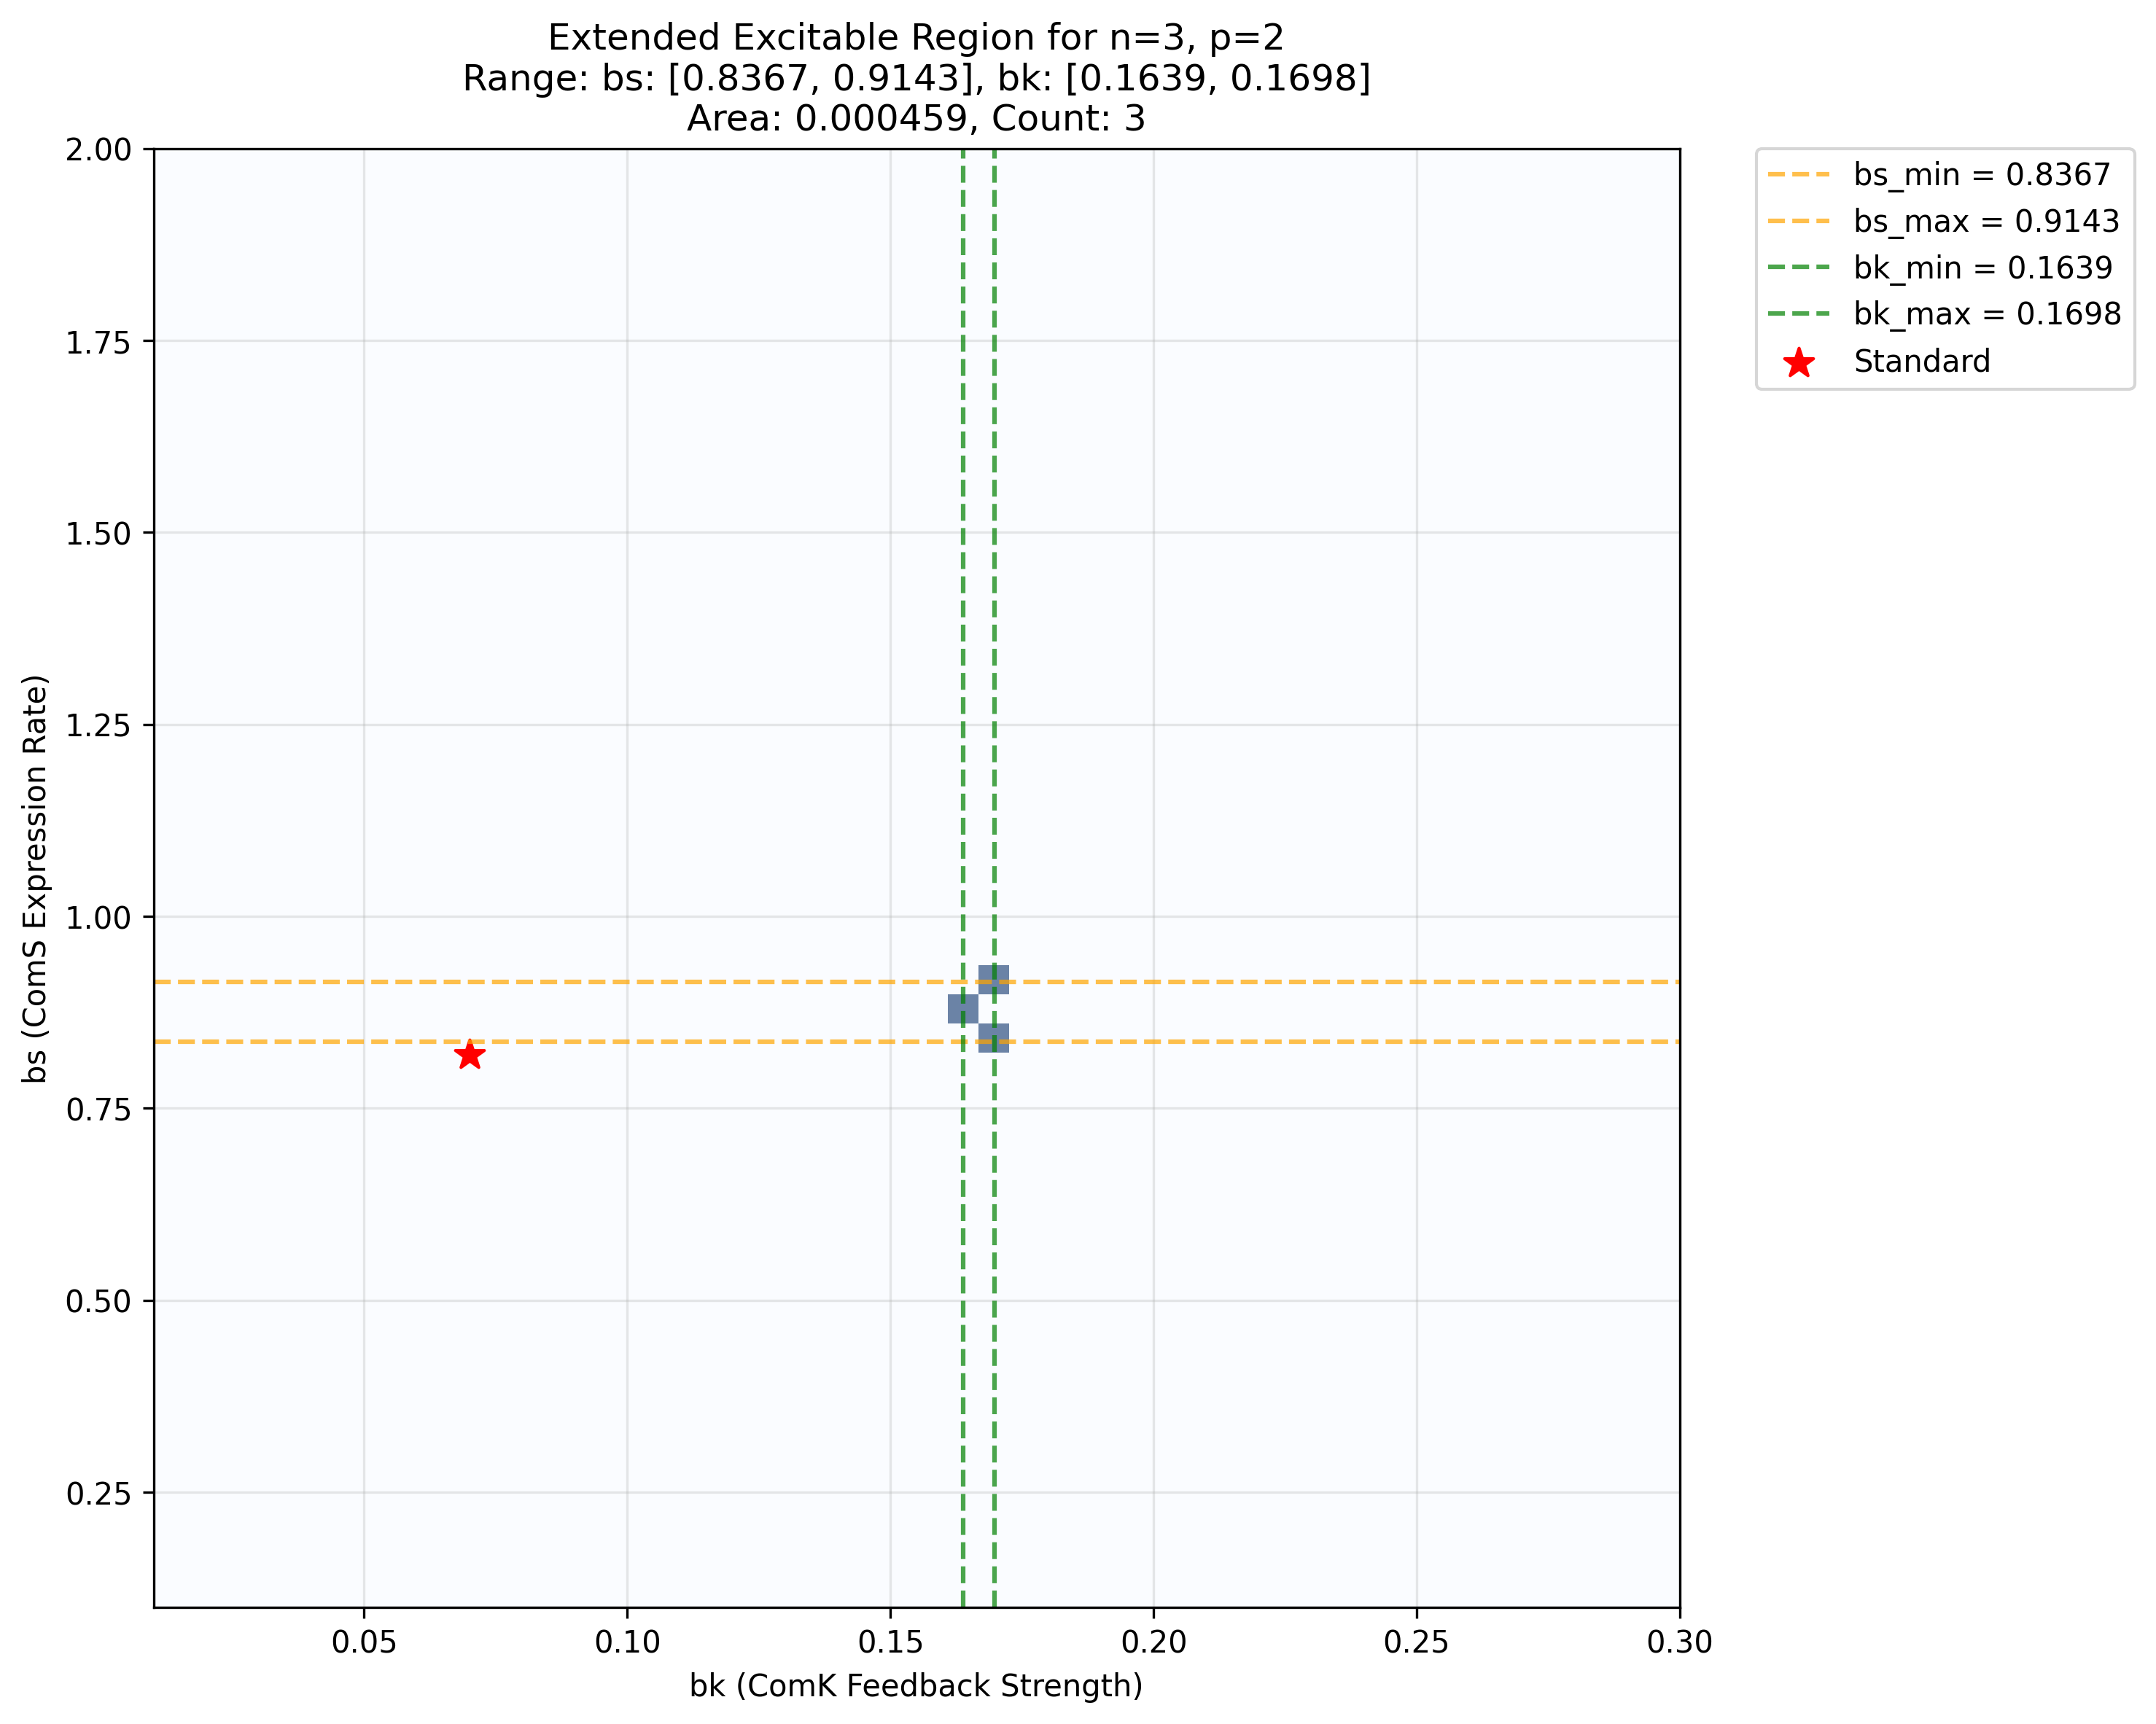 Extended Excitable Region for n=3, p=2
Range: bs: [0.8367, 0.9143], bk: [0.1639, 0.1698]
Area: 0.000459, Count: 3
2.00
1.75
1.50
1.25
1.00
0.75
0.50
0.25
bs (ComS Expression Rate)
0.05
0.10
0.15
0.20
0.25
0.30
bk (ComK Feedback Strength)
bs_min = 0.8367
bs_max = 0.9143
bk_min = 0.1639
bk_max = 0.1698
Standard